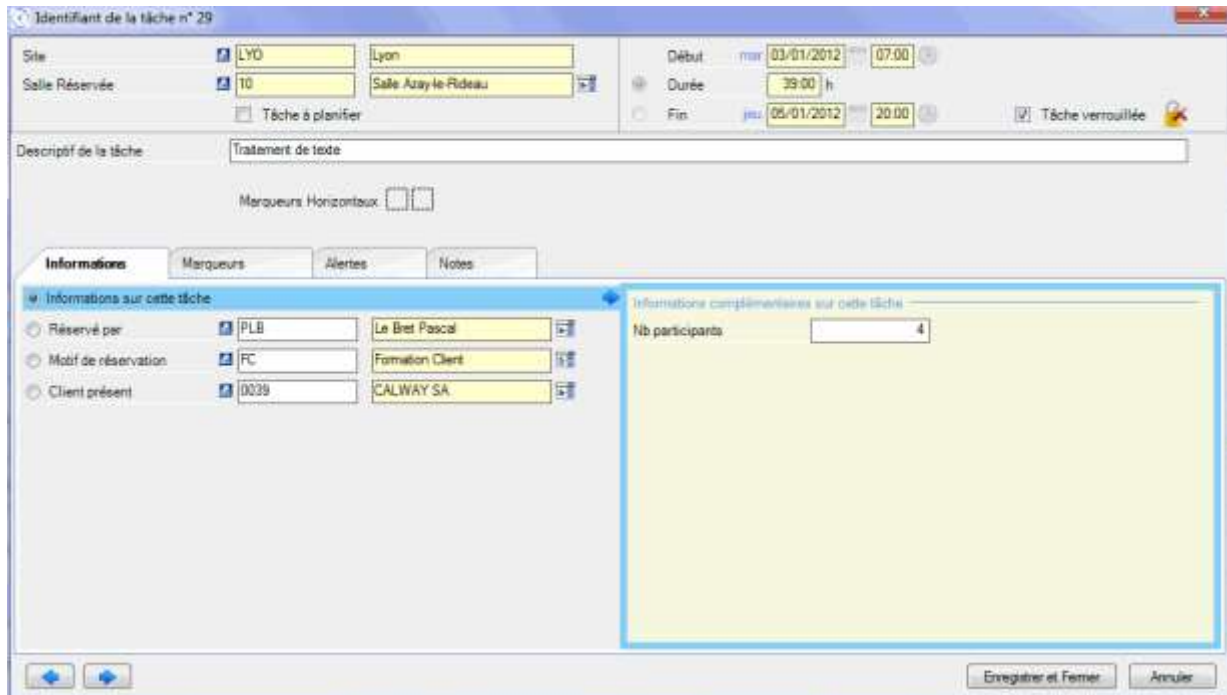 Identifiant de la tâche n° 29
Site LYO Lyon Début mar 03/01/2012 07:00
Salle Réservée 10 Salle Azay-le-Rideau Durée 39:00 h
Tâche à planifier Fin jeu 05/01/2012 20:00 Tâche verrouillée
Descriptif de la tâche Traitement de texte
Marqueurs Horizontaux
Informations Marqueurs Alertes Notes
Informations sur cette tâche Informations complémentaires sur cette tâche
Réservé par PLB Le Bret Pascal Nb participants 4
Motif de réservation FC Formation Client
Client présent 0039 CALWAY SA
Enregistrer et Fermer Annuler